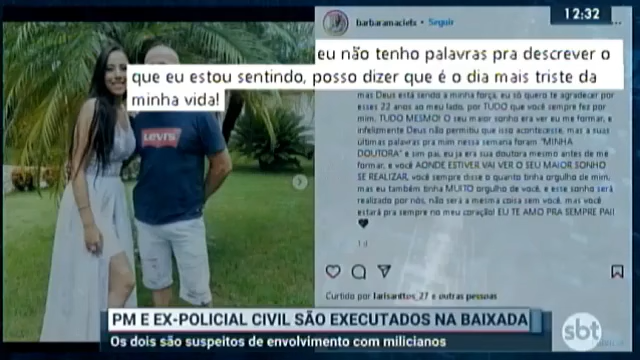 12:32
barbaramacielx • Seguir
eu não tenho palavras pra descrever o
que eu estou sentindo, posso dizer que é o dia mais triste da
minha vida!
mas Deus está sendo a minha força, eu só quero te agradecer por
esses 22 anos ao meu lado, por TUDO que você sempre fez por
mim, TUDO MESMO! O seu maior sonho era ver eu me formar, e
infelizmente Deus não permitiu que isso acontecesse, mas a suas
últimas palavras pra mim nessa semana foram "MINHA
DOUTORA" e sim pai, eu ja era sua doutora mesmo antes de me
formar, e você AONDE ESTIVER VAI VER O SEU MAIOR SONHO
SE REALIZAR, você sempre disse o quanto tinha orgulho de mim,
mas eu também tinha MUITO orgulho de você, e esse sonho será
realizado por nós, não será a mesma coisa sem você, mas você
estará pra sempre no meu coração! EU TE AMO PRA SEMPRE PAI!
1 d
Curtido por larisanttos_27 e outras pessoas
LEVI'S
PM E EX-POLICIAL CIVIL SÃO EXECUTADOS NA BAIXADA
Os dois são suspeitos de envolvimento com milicianos
sbt